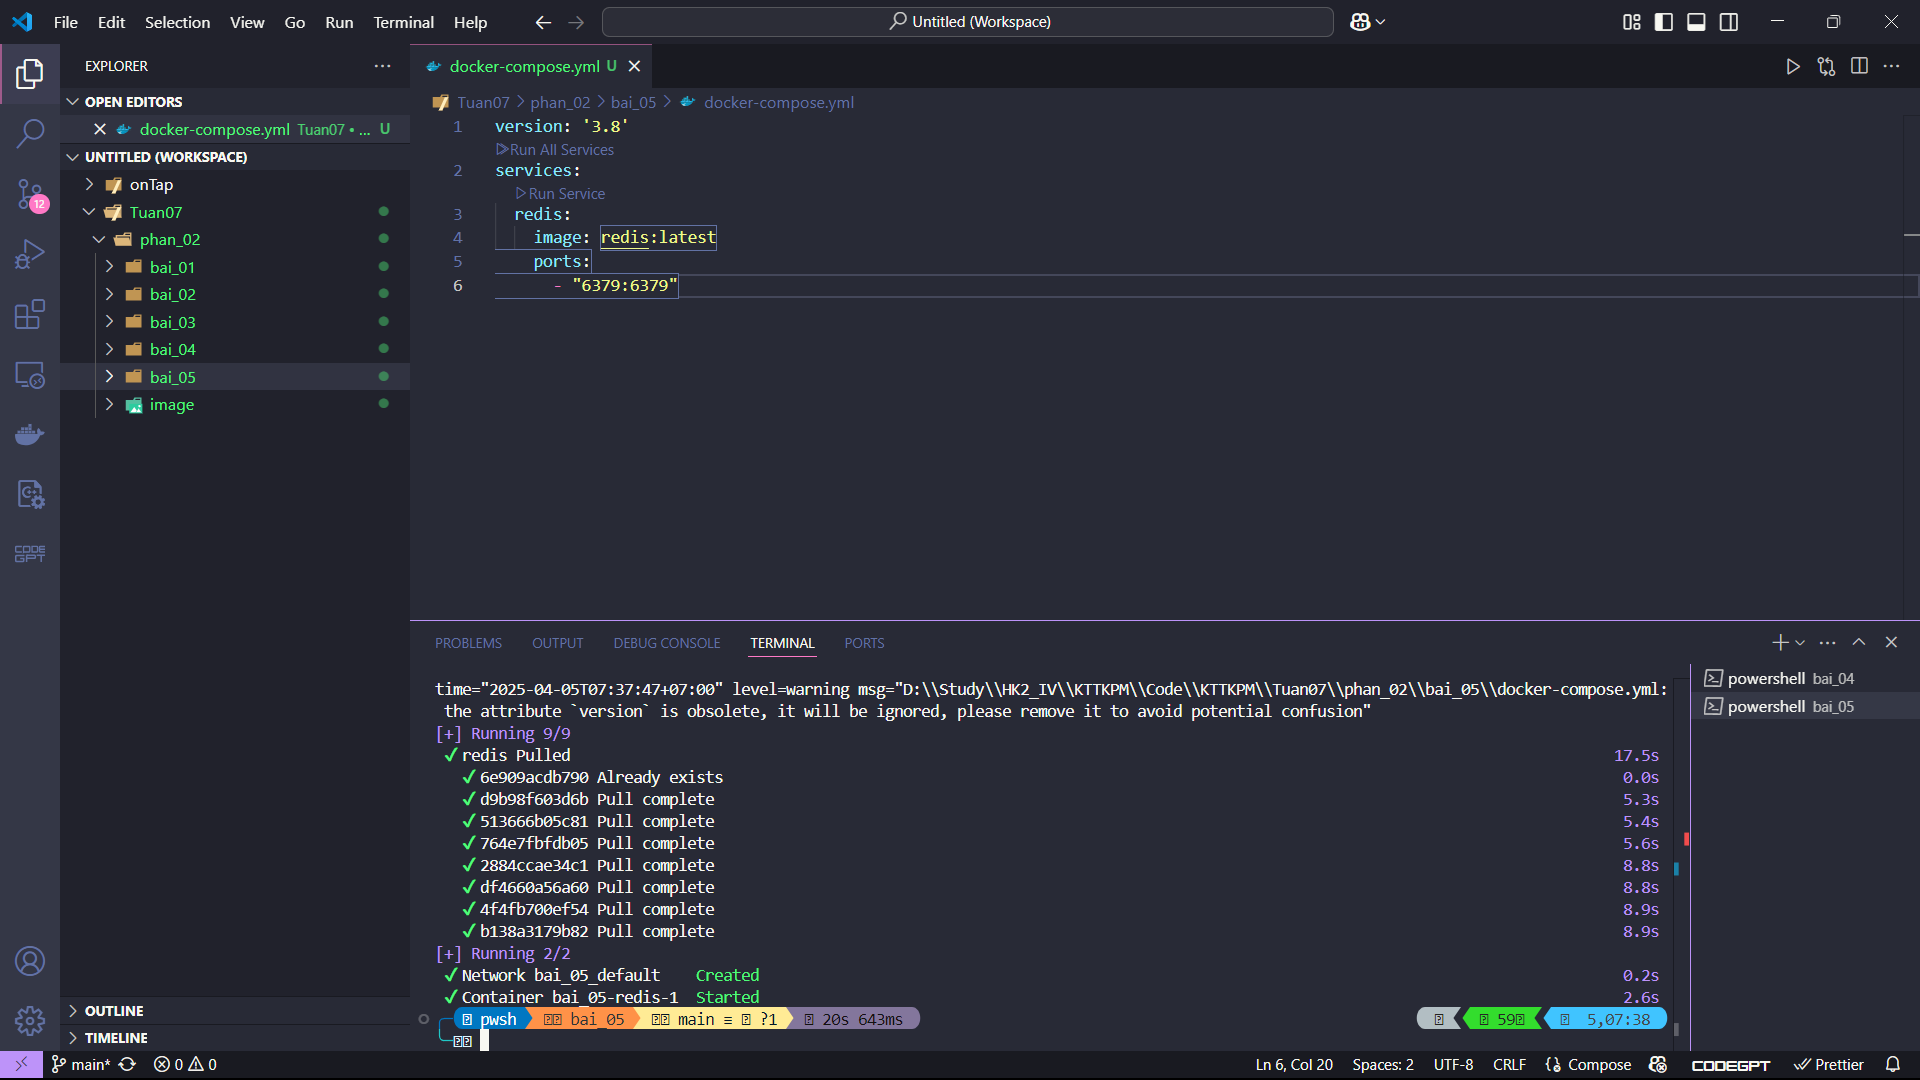 File Edit Selection View Go Run Terminal Help
Untitled (Workspace)
EXPLORER
OPEN EDITORS
docker-compose.yml Tuan07 • ... U
UNTITLED (WORKSPACE)
onTap
Tuan07
phan_02
bai_01
bai_02
bai_03
bai_04
bai_05
image
OUTLINE
TIMELINE
12
CODE
GPT
docker-compose.yml U
Tuan07 > phan_02 > bai_05 > docker-compose.yml
1 version: '3.8'
Run All Services
2 services:
Run Service
3 redis:
4 image: redis:latest
5 ports:
6 - "6379:6379"
PROBLEMS OUTPUT DEBUG CONSOLE TERMINAL PORTS
time="2025-04-05T07:37:47+07:00" level=warning msg="D:\\Study\\HK2_IV\\KTTKPM\\Code\\KTTKPM\\Tuan07\\phan_02\\bai_05\\docker-compose.yml:
the attribute `version` is obsolete, it will be ignored, please remove it to avoid potential confusion"
[+] Running 9/9
✓ redis Pulled 17.5s
✓ 6e909acdb790 Already exists 0.0s
✓ d9b98f603d6b Pull complete 5.3s
✓ 513666b05c81 Pull complete 5.4s
✓ 764e7fbfdb05 Pull complete 5.6s
✓ 2884ccae34c1 Pull complete 8.8s
✓ df4660a56a60 Pull complete 8.8s
✓ 4f4fb700ef54 Pull complete 8.9s
✓ b138a3179b82 Pull complete 8.9s
[+] Running 2/2
✓ Network bai_05_default Created 0.2s
✓ Container bai_05-redis-1 Started 2.6s
pwsh bai_05 main ≡ ?1 20s 643ms 59 5,07:38
powershell bai_04
powershell bai_05
main* 0 0 Ln 6, Col 20 Spaces: 2 UTF-8 CRLF {} Compose CODEGPT Prettier